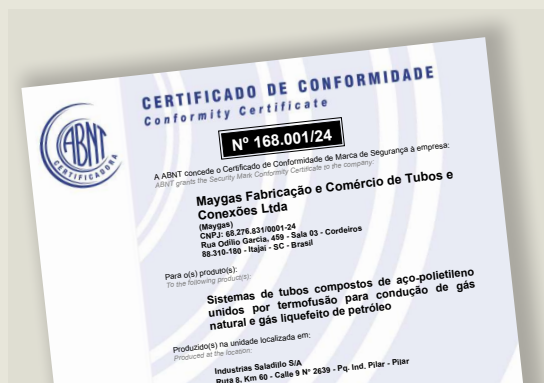 ABNT
CERTIFICADORA
CERTIFICADO DE CONFORMIDADE
Conformity Certificate
Nº 168.001/24
A ABNT concede o Certificado de Conformidade de Marca de Segurança à empresa:
ABNT grants the Security Mark Conformity Certificate to the company:
Maygas Fabricação e Comércio de Tubos e
Conexões Ltda
(Maygas)
CNPJ: 68.276.831/0001-24
Rua Odílio Garcia, 459 - Sala 03 - Cordeiros
88.310-180 - Itajaí - SC - Brasil
Para o(s) produto(s):
To the following product(s):
Sistemas de tubos compostos de aço-polietileno
unidos por termofusão para condução de gás
natural e gás liquefeito de petróleo
Produzido(s) na unidade localizada em:
Produced at the location:
Industrias Saladillo S/A
Ruta 8, Km 60 - Calle 9 Nº 2639 - Pq. Ind. Pilar - Pilar